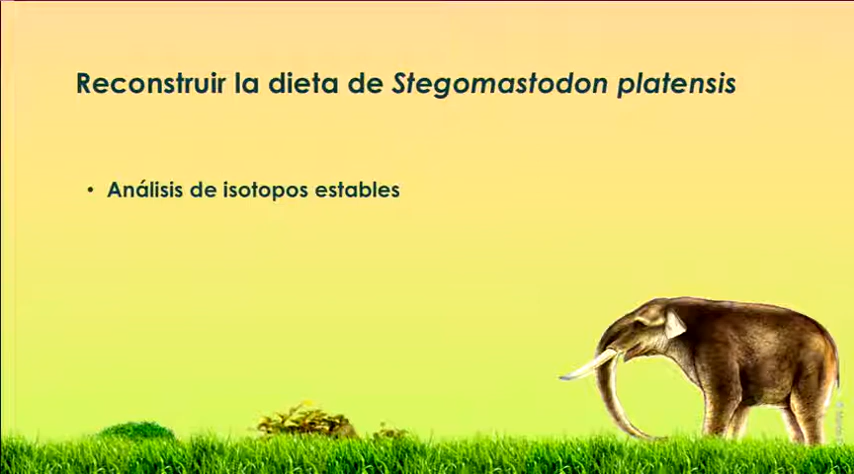 Reconstruir la dieta de Stegomastodon platensis
• Análisis de isotopos estables